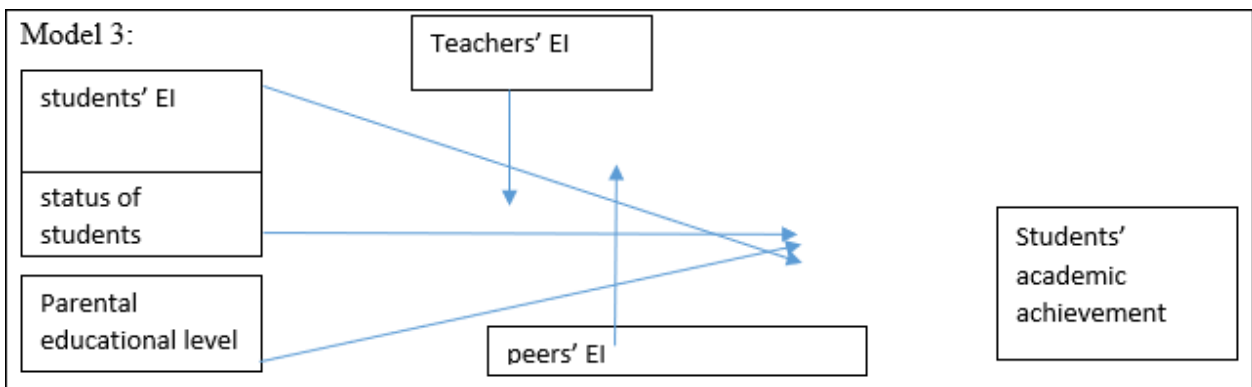 Model 3:
Teachers’ EI
students’ EI
status of
students
Parental
educational level
peers’ EI
Students’
academic
achievement